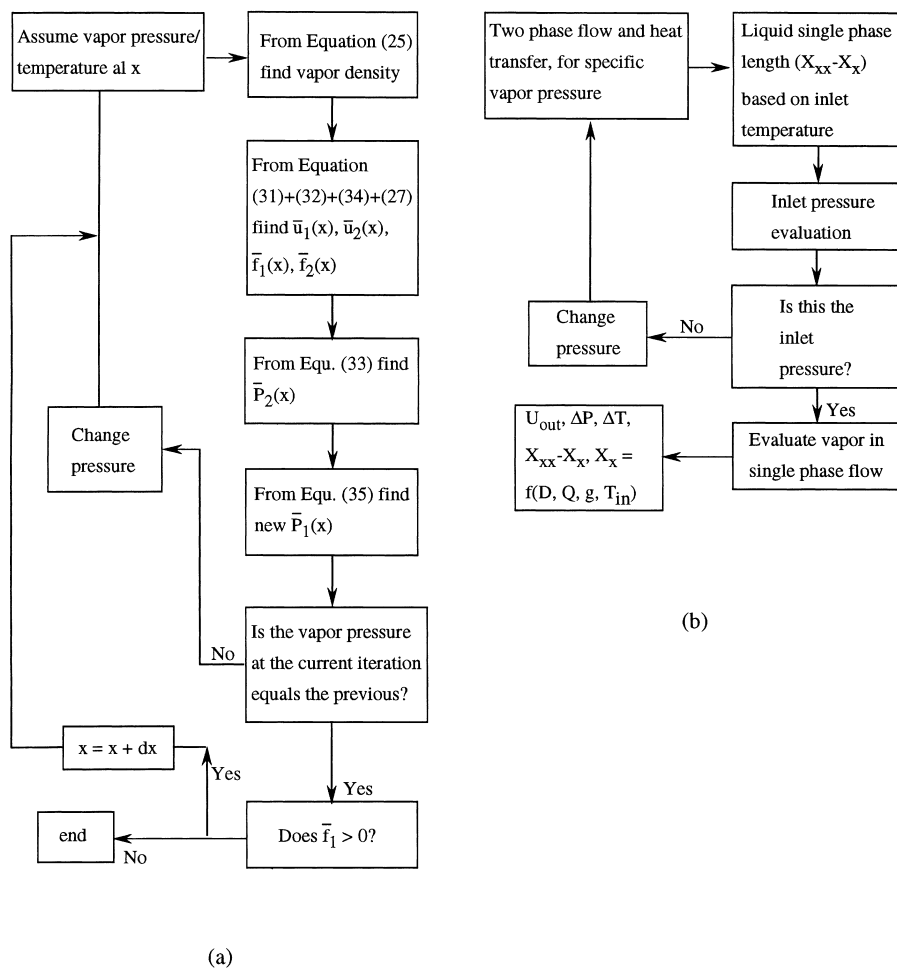 Assume vapor pressure/
temperature al x
From Equation (25)
find vapor density
From Equation
(31)+(32)+(34)+(27)
fiind u̅₁(x), u̅₂(x),
f̅₁(x), f̅₂(x)
From Equ. (33) find
P̅₂(x)
Change
pressure
From Equ. (35) find
new P̅₁(x)
Is the vapor pressure
at the current iteration
equals the previous?
No
x = x + dx
Yes
Yes
end
Does f̅₁ > 0?
No
(a)
Two phase flow and heat
transfer, for specific
vapor pressure
Liquid single phase
length (Xₓₓ-Xₓ)
based on inlet
temperature
Inlet pressure
evaluation
Is this the
inlet
pressure?
No
Change
pressure
Yes
Evaluate vapor in
single phase flow
U_out, ΔP, ΔT,
Xₓₓ-Xₓ, Xₓ =
f(D, Q, g, T_in)
(b)